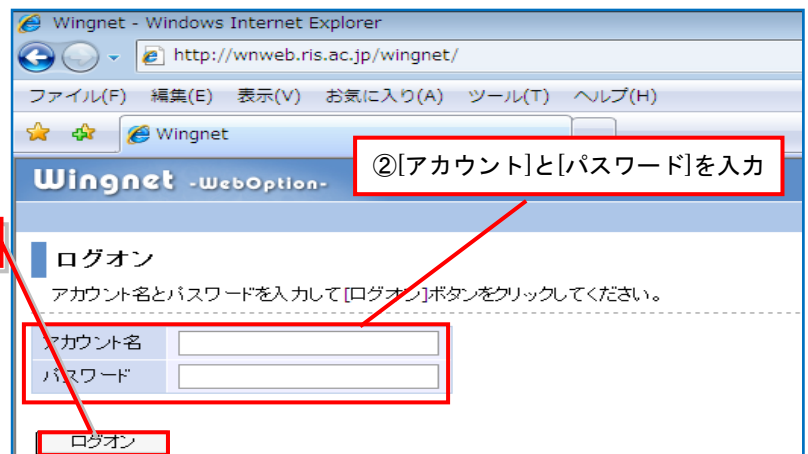 Wingnet - Windows Internet Explorer
http://wnweb.ris.ac.jp/wingnet/
ファイル(F) 編集(E) 表示(V) お気に入り(A) ツール(T) ヘルプ(H)
Wingnet
②[アカウント]と[パスワード]を入力
Wingnet -WebOption-
ログオン
アカウント名とパスワードを入力して[ログオン]ボタンをクリックしてください。
アカウント名
パスワード
ログオン